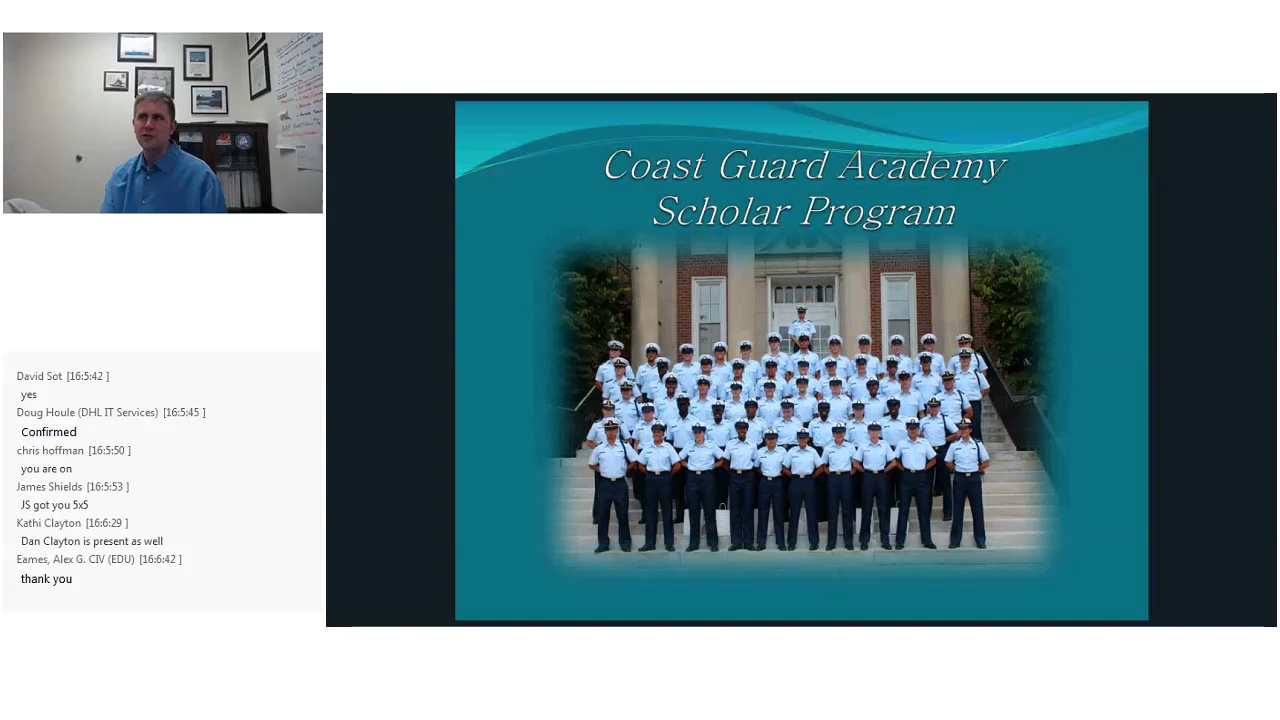 Coast Guard Academy
Scholar Program
David Sot [16:5:42 ]
yes
Doug Houle (DHL IT Services) [16:5:45 ]
Confirmed
chris hoffman [16:5:50 ]
you are on
James Shields [16:5:53 ]
JS got you 5x5
Kathi Clayton [16:6:29 ]
Dan Clayton is present as well
Eames, Alex G. CIV (EDU) [16:6:42 ]
thank you